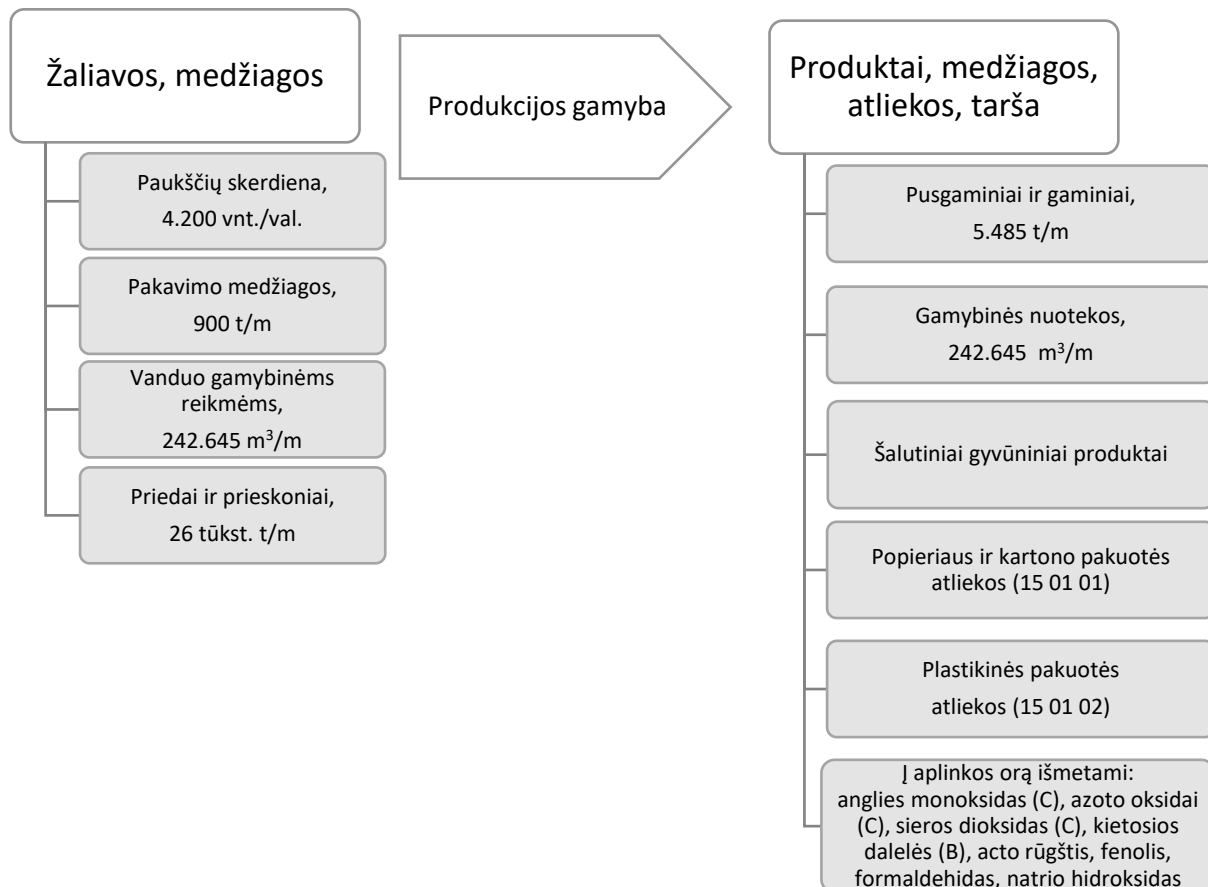 Žaliavos, medžiagos
Paukščių skerdiena,
4.200 vnt./val.
Pakavimo medžiagos,
900 t/m
Vanduo gamybinėms
reikmėms,
242.645 m³/m
Priedai ir prieskoniai,
26 tūkst. t/m
Produkcijos gamyba
Produktai, medžiagos,
atliekos, tarša
Pusgaminiai ir gaminiai,
5.485 t/m
Gamybinės nuotekos,
242.645 m³/m
Šalutiniai gyvūniniai produktai
Popieriaus ir kartono pakuotės
atliekos (15 01 01)
Plastikinės pakuotės
atliekos (15 01 02)
Į aplinkos orą išmetami:
anglies monoksidas (C), azoto oksidai
(C), sieros dioksidas (C), kietosios
dalelės (B), acto rūgštis, fenolis,
formaldehidas, natrio hidroksidas